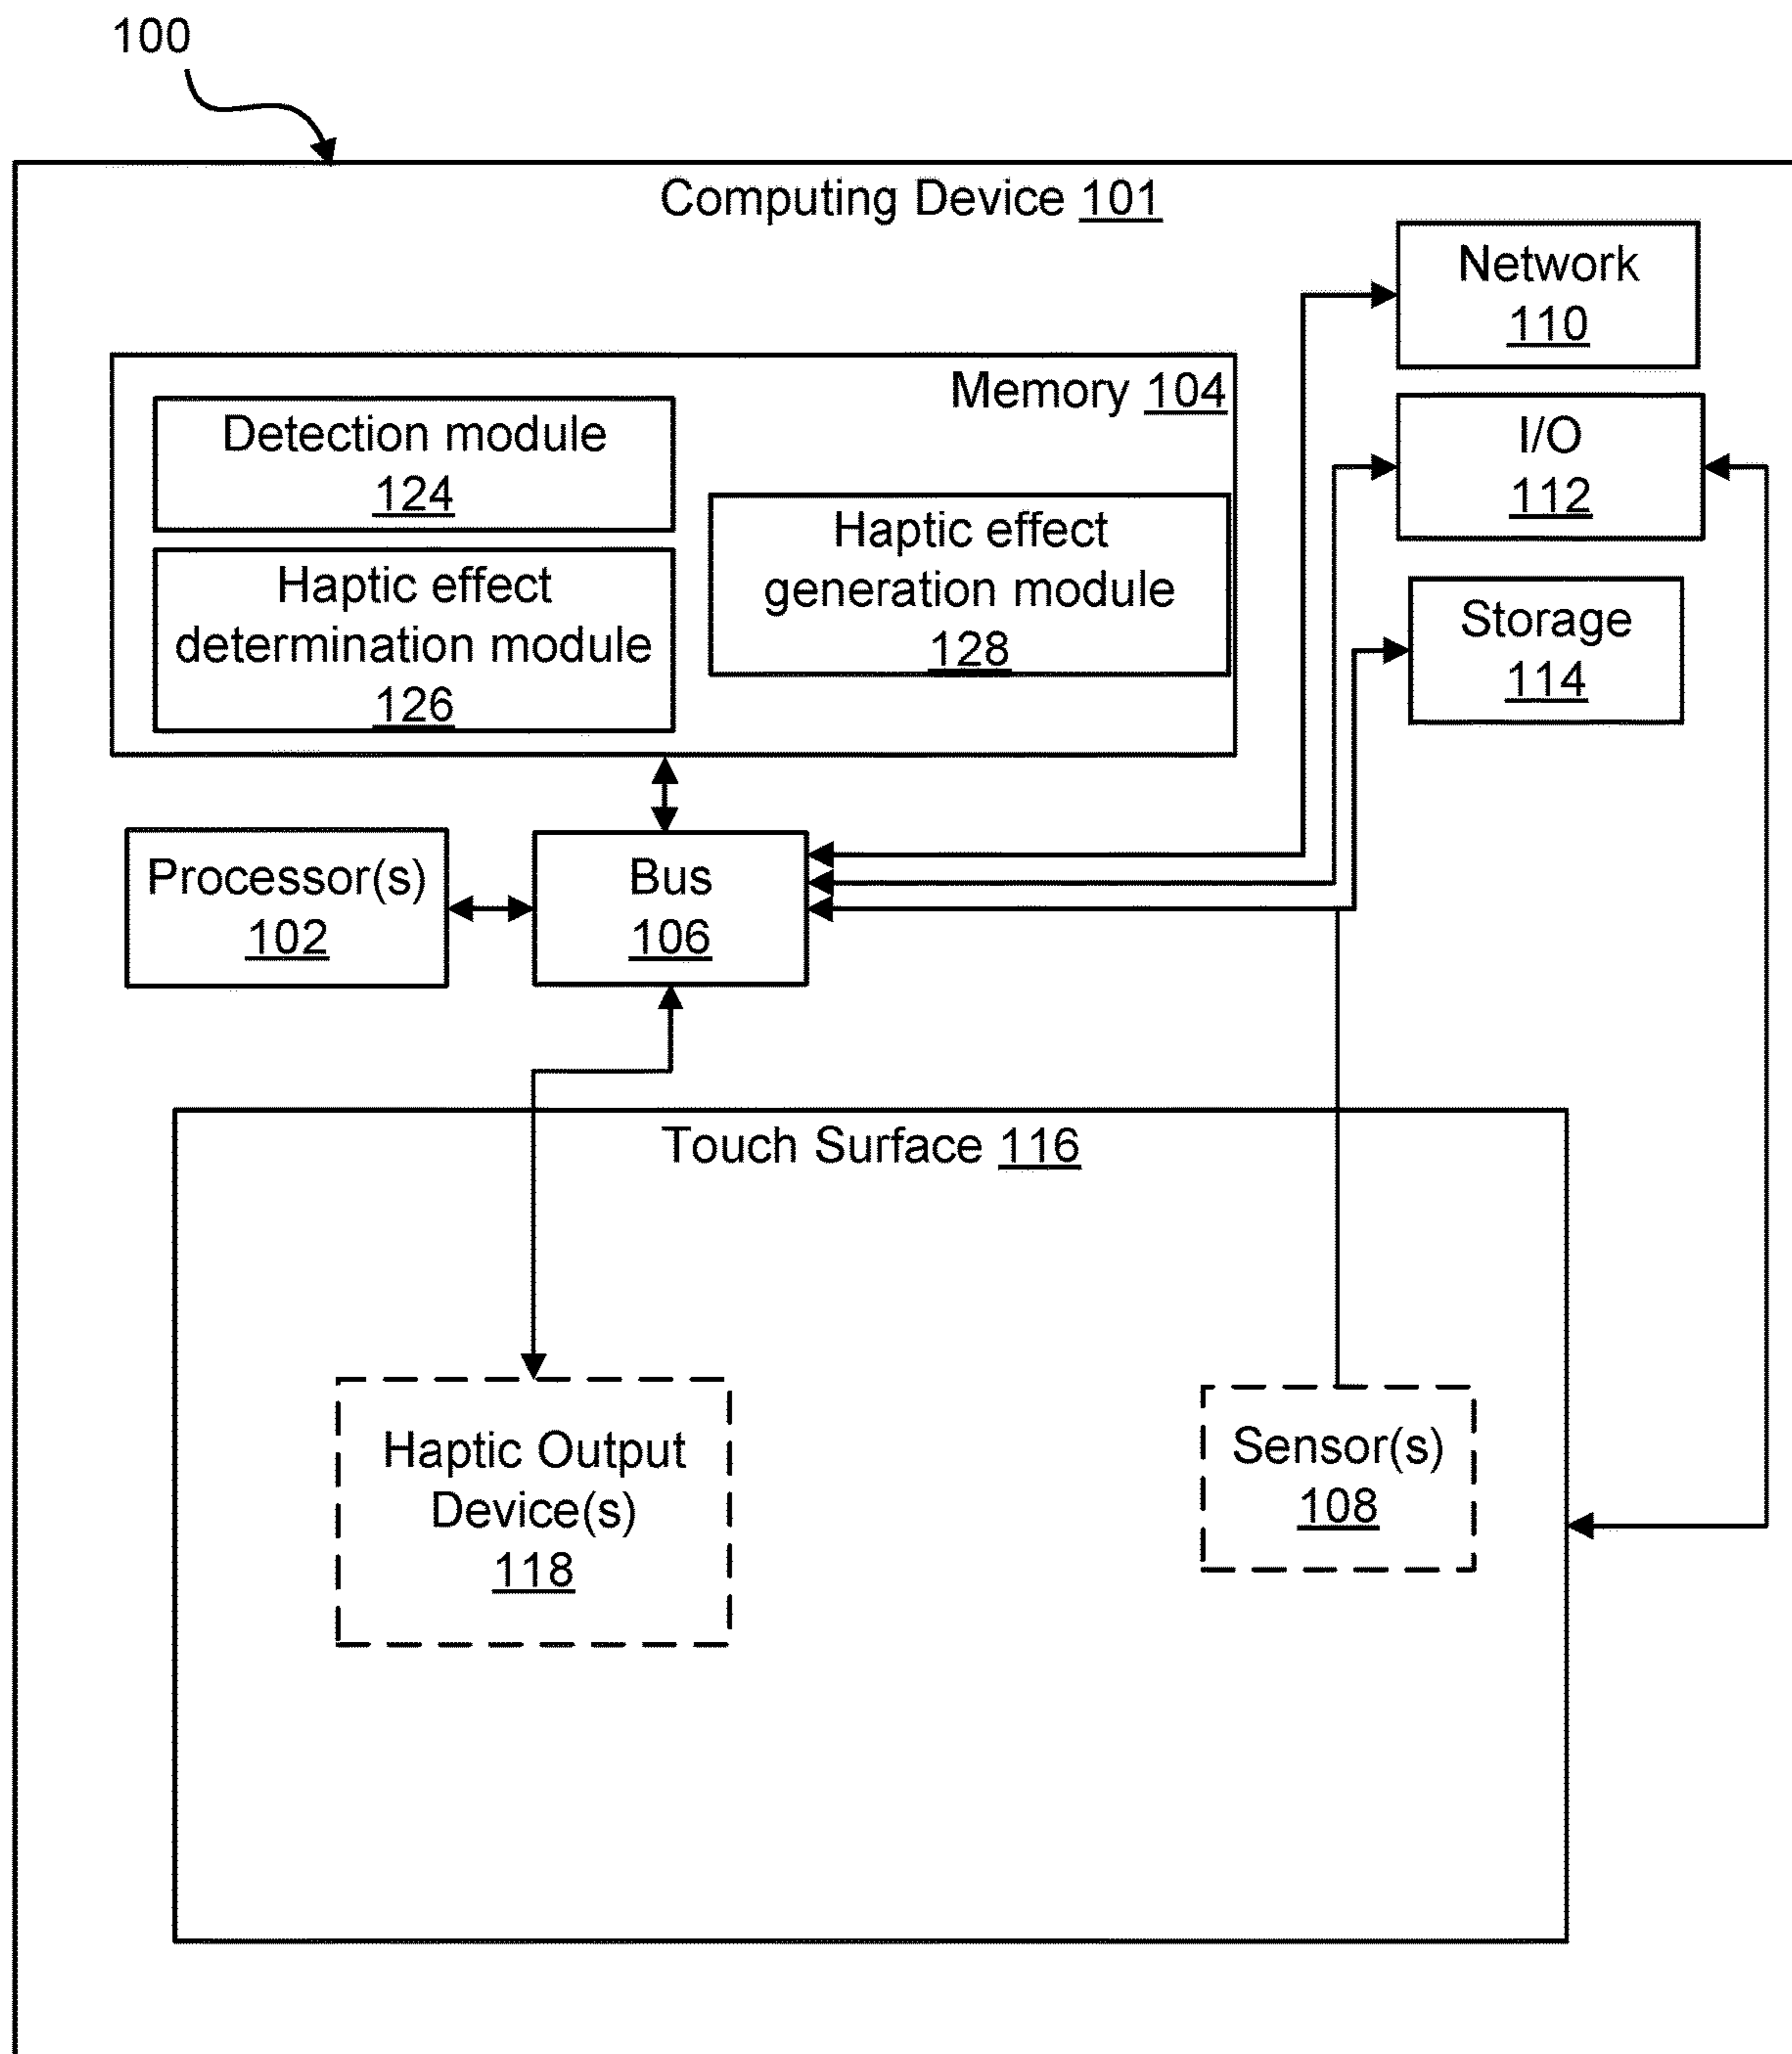 100
Computing Device 101
Network
110
Memory 104
Detection module
124
I/O
112
Haptic effect
generation module
128
Haptic effect
determination module
126
Storage
114
Processor(s)
102
Bus
106
Touch Surface 116
Haptic Output
Device(s)
118
Sensor(s)
108